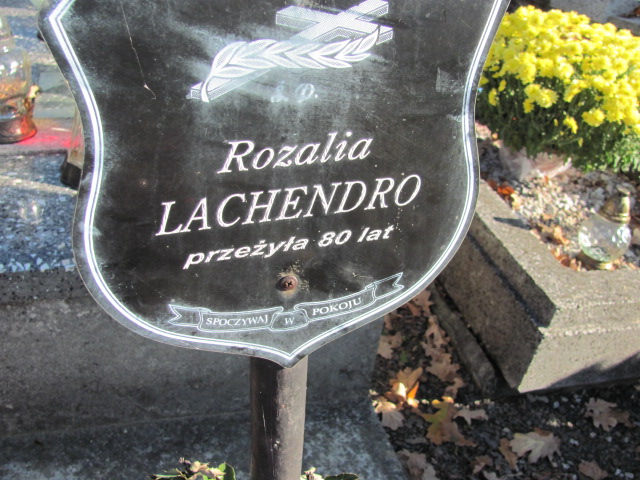 Ś.P.
Rozalia
LACHENDRO
przeżyła 80 lat
SPOCZYWAJ W POKOJU